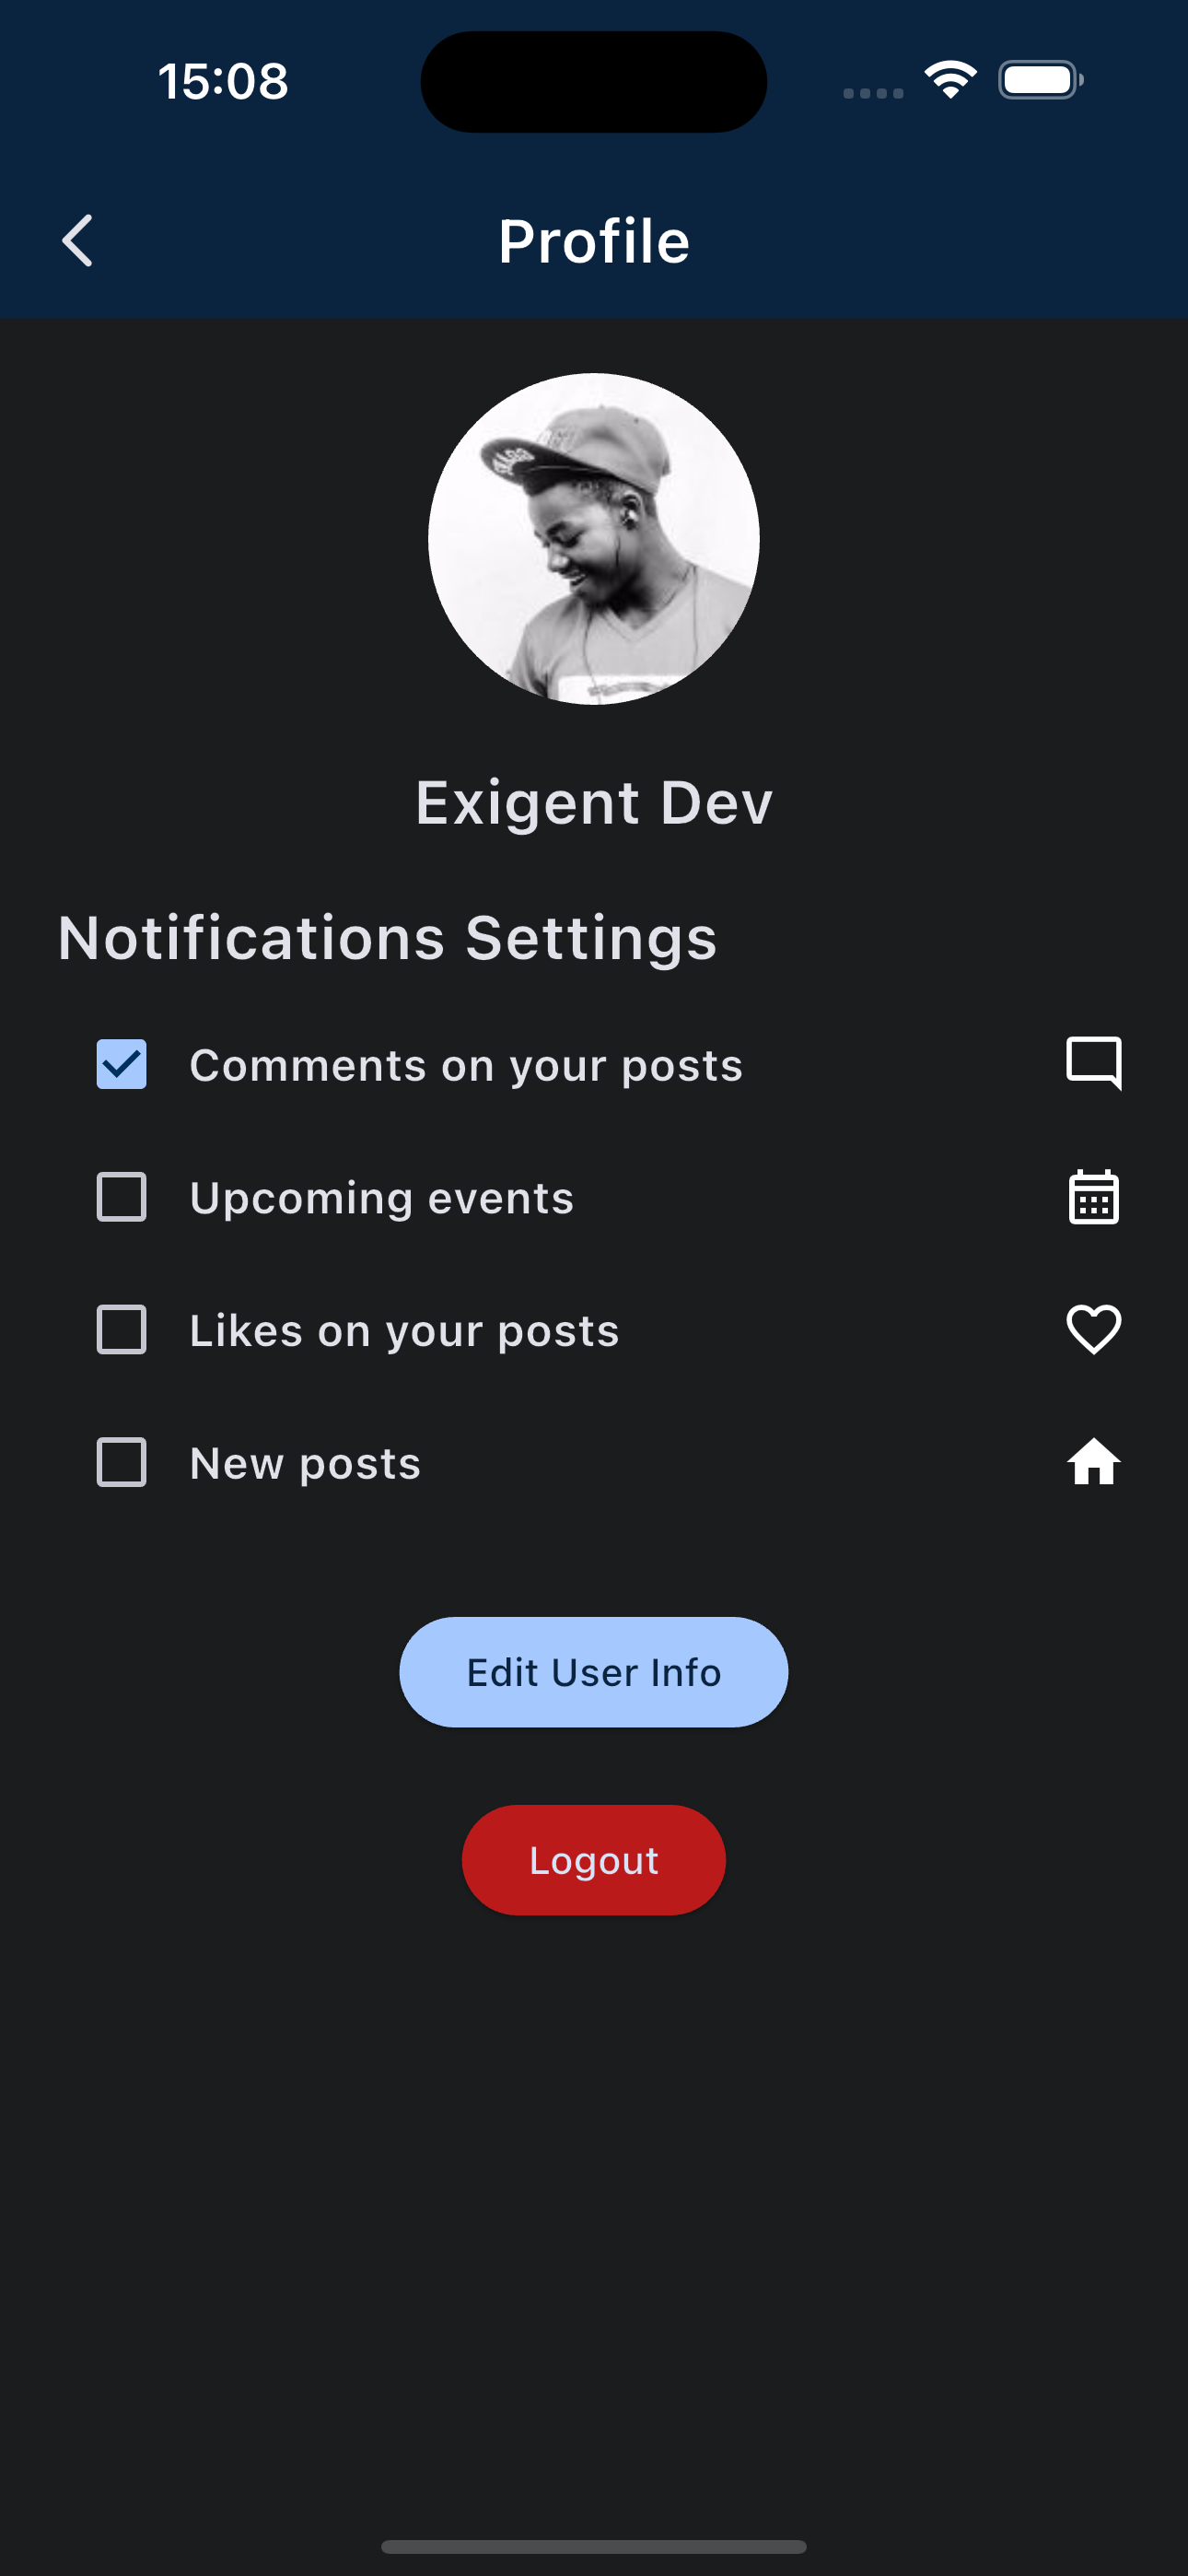 15:08
Profile
Exigent Dev
Notifications Settings
Comments on your posts
Upcoming events
Likes on your posts
New posts
Edit User Info
Logout